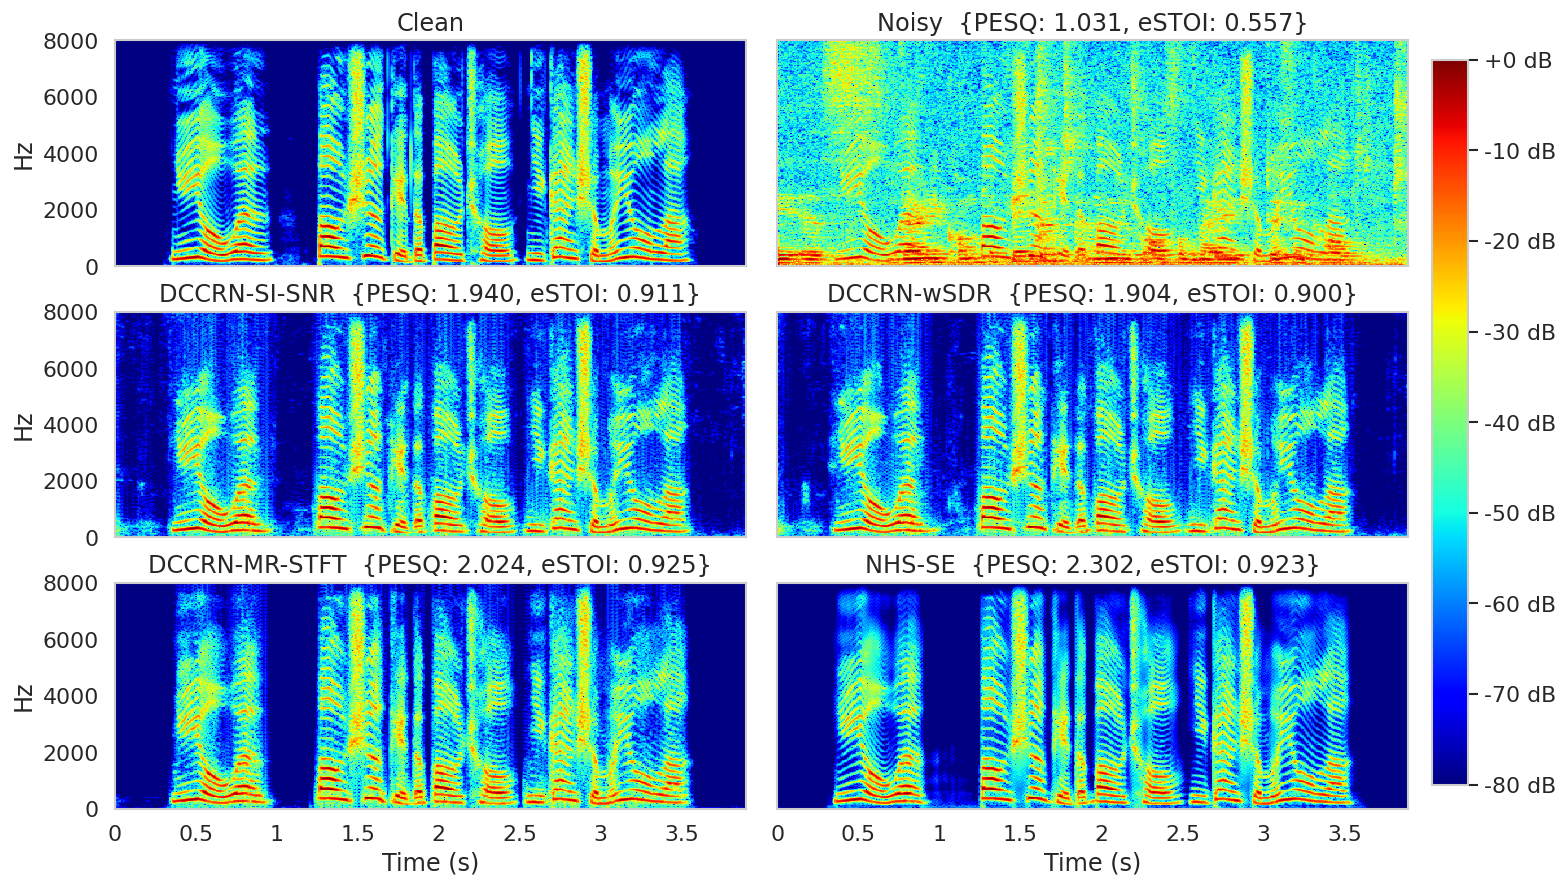 Clean
Noisy {PESQ: 1.031, eSTOI: 0.557}
8000
6000
4000
2000
0
Hz
DCCRN-SI-SNR {PESQ: 1.940, eSTOI: 0.911}
DCCRN-wSDR {PESQ: 1.904, eSTOI: 0.900}
8000
6000
4000
2000
0
Hz
DCCRN-MR-STFT {PESQ: 2.024, eSTOI: 0.925}
NHS-SE {PESQ: 2.302, eSTOI: 0.923}
8000
6000
4000
2000
0
Hz
0 0.5 1 1.5 2 2.5 3 3.5
Time (s)
0 0.5 1 1.5 2 2.5 3 3.5
Time (s)
+0 dB
-10 dB
-20 dB
-30 dB
-40 dB
-50 dB
-60 dB
-70 dB
-80 dB